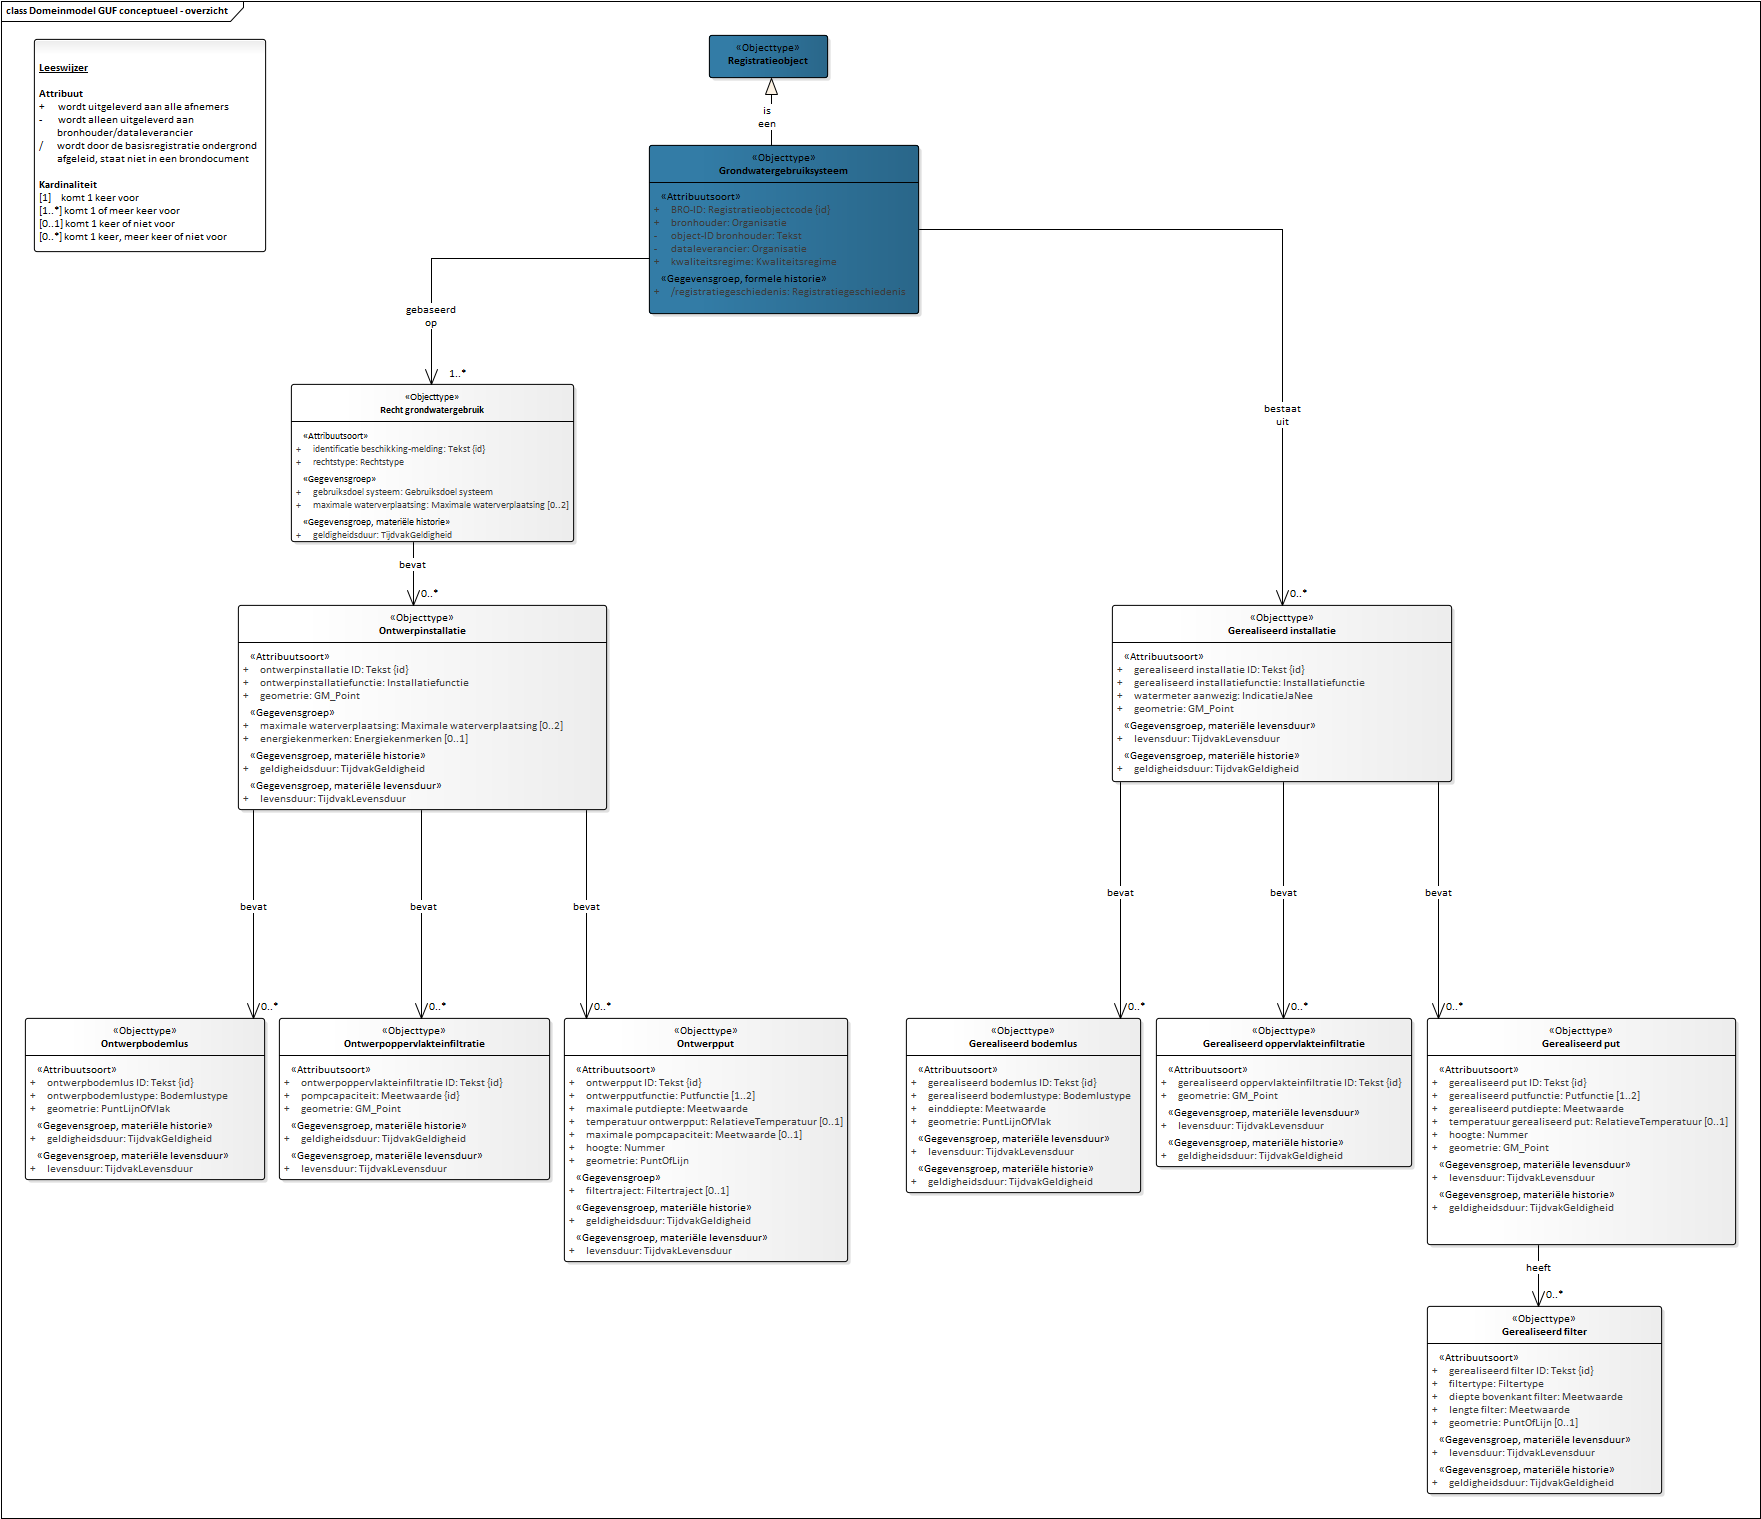 class Domeinmodel GUF conceptueel - overzicht
Leeswijzer
Attribuut
+ wordt uitgeleverd aan alle afnemers
- wordt alleen uitgeleverd aan
bronhouder/dataleverancier
/ wordt door de basisregistratie ondergrond
afgeleid, staat niet in een brondocument
Kardinaliteit
[1] komt 1 keer voor
[1..*] komt 1 of meer keer voor
[0..1] komt 1 keer of niet voor
[0..*] komt 1 keer, meer keer of niet voor
«Objecttype»
Registratieobject
is
een
«Objecttype»
Grondwatergebruiksysteem
«Attribuutsoort»
+ BRO-ID: Registratieobjectcode {id}
+ bronhouder: Organisatie
- object-ID bronhouder: Tekst
- dataleverancier: Organisatie
+ kwaliteitsregime: Kwaliteitsregime
«Gegevensgroep, formele historie»
+ /registratiegeschiedenis: Registratiegeschiedenis
gebaseerd
op
1..*
bestaat
uit
0..*
«Objecttype»
Recht grondwatergebruik
«Attribuutsoort»
+ identificatie beschikking-melding: Tekst {id}
+ rechtstype: Rechtstype
«Gegevensgroep»
+ gebruiksdoel systeem: Gebruiksdoel systeem
+ maximale waterverplaatsing: Maximale waterverplaatsing [0..2]
«Gegevensgroep, materiële historie»
+ geldigheidsduur: TijdvakGeldigheid
bevat
0..*
«Objecttype»
Ontwerpinstallatie
«Attribuutsoort»
+ ontwerpinstallatie ID: Tekst {id}
+ ontwerpinstallatiefunctie: Installatiefunctie
+ geometrie: GM_Point
«Gegevensgroep»
+ maximale waterverplaatsing: Maximale waterverplaatsing [0..2]
+ energiekenmerken: Energiekenmerken [0..1]
«Gegevensgroep, materiële historie»
+ geldigheidsduur: TijdvakGeldigheid
«Gegevensgroep, materiële levensduur»
+ levensduur: TijdvakLevensduur
«Objecttype»
Gerealiseerd installatie
«Attribuutsoort»
+ gerealiseerd installatie ID: Tekst {id}
+ gerealiseerd installatiefunctie: Installatiefunctie
+ watermeter aanwezig: IndicatieJaNee
+ geometrie: GM_Point
«Gegevensgroep, materiële levensduur»
+ levensduur: TijdvakLevensduur
«Gegevensgroep, materiële historie»
+ geldigheidsduur: TijdvakGeldigheid
bevat
bevat
bevat
bevat
bevat
bevat
0..*
0..*
0..*
0..*
0..*
0..*
«Objecttype»
Ontwerpbodemlus
«Attribuutsoort»
+ ontwerpbodemlus ID: Tekst {id}
+ ontwerpbodemlustype: Bodemlustype
+ geometrie: PuntLijnOfVlak
«Gegevensgroep, materiële historie»
+ geldigheidsduur: TijdvakGeldigheid
«Gegevensgroep, materiële levensduur»
+ levensduur: TijdvakLevensduur
«Objecttype»
Ontwerpoppervlakteinfiltratie
«Attribuutsoort»
+ ontwerpoppervlakteinfiltratie ID: Tekst {id}
+ pompcapaciteit: Meetwaarde {id}
+ geometrie: GM_Point
«Gegevensgroep, materiële historie»
+ geldigheidsduur: TijdvakGeldigheid
«Gegevensgroep, materiële levensduur»
+ levensduur: TijdvakLevensduur
«Objecttype»
Ontwerpput
«Attribuutsoort»
+ ontwerpput ID: Tekst {id}
+ ontwerpputfunctie: Putfunctie [1..2]
+ maximale putdiepte: Meetwaarde
+ temperatuur ontwerpput: RelatieveTemperatuur [0..1]
+ maximale pompcapaciteit: Meetwaarde [0..1]
+ hoogte: Nummer
+ geometrie: PuntOfLijn
«Gegevensgroep»
+ filtertraject: Filtertraject [0..1]
«Gegevensgroep, materiële historie»
+ geldigheidsduur: TijdvakGeldigheid
«Gegevensgroep, materiële levensduur»
+ levensduur: TijdvakLevensduur
«Objecttype»
Gerealiseerd bodemlus
«Attribuutsoort»
+ gerealiseerd bodemlus ID: Tekst {id}
+ gerealiseerd bodemlustype: Bodemlustype
+ einddiepte: Meetwaarde
+ geometrie: PuntLijnOfVlak
«Gegevensgroep, materiële levensduur»
+ levensduur: TijdvakLevensduur
«Gegevensgroep, materiële historie»
+ geldigheidsduur: TijdvakGeldigheid
«Objecttype»
Gerealiseerd oppervlakteinfiltratie
«Attribuutsoort»
+ gerealiseerd oppervlakteinfiltratie ID: Tekst {id}
+ geometrie: GM_Point
«Gegevensgroep, materiële levensduur»
+ levensduur: TijdvakLevensduur
«Gegevensgroep, materiële historie»
+ geldigheidsduur: TijdvakGeldigheid
«Objecttype»
Gerealiseerd put
«Attribuutsoort»
+ gerealiseerd put ID: Tekst {id}
+ gerealiseerd putfunctie: Putfunctie [1..2]
+ gerealiseerd putdiepte: Meetwaarde
+ temperatuur gerealiseerd put: RelatieveTemperatuur [0..1]
+ hoogte: Nummer
+ geometrie: GM_Point
«Gegevensgroep, materiële levensduur»
+ levensduur: TijdvakLevensduur
«Gegevensgroep, materiële historie»
+ geldigheidsduur: TijdvakGeldigheid
heeft
0..*
«Objecttype»
Gerealiseerd filter
«Attribuutsoort»
+ gerealiseerd filter ID: Tekst {id}
+ filtertype: Filtertype
+ diepte bovenkant filter: Meetwaarde
+ lengte filter: Meetwaarde
+ geometrie: PuntOfLijn [0..1]
«Gegevensgroep, materiële levensduur»
+ levensduur: TijdvakLevensduur
«Gegevensgroep, materiële historie»
+ geldigheidsduur: TijdvakGeldigheid